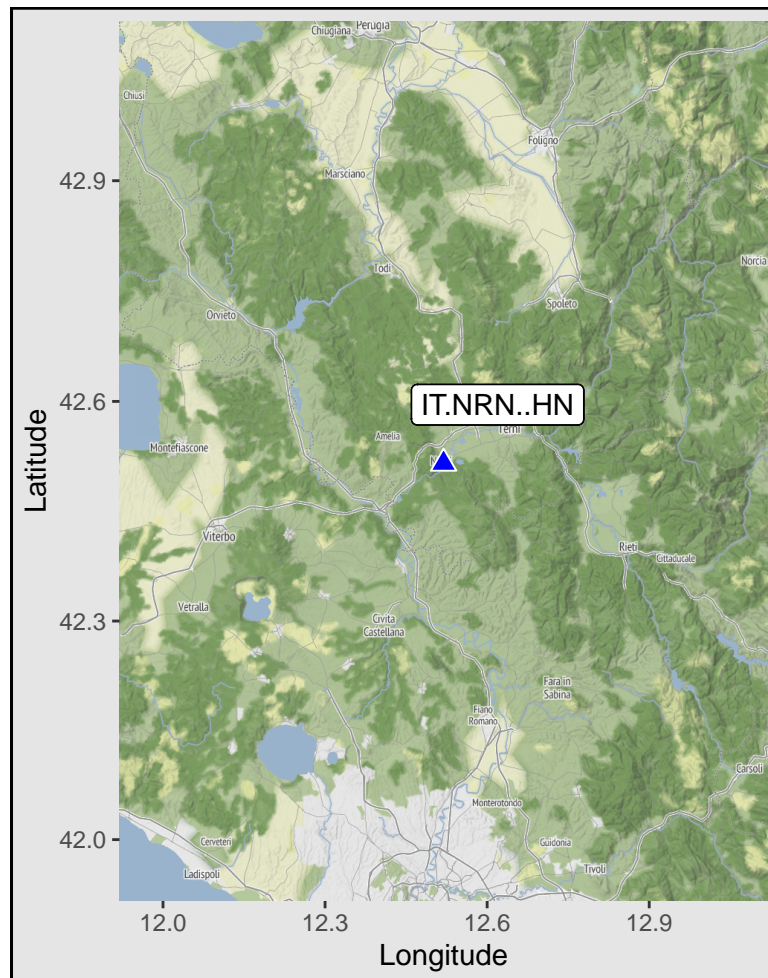 Perugia
Chiugiana
Chiusi
Foligno
42.9
Marsciano
Norcia
Todi
Spoleto
Orvieto
42.6
IT.NRN..HN
Terni
Amelia
Montefiascone
Latitude
Viterbo
Rieti
Cittaducale
Vetralla
42.3
Civita
Castellana
Fara in
Sabina
Fiano
Romano
Carsoli
Monterotondo
42.0
Cerveteri
Guidonia
Tivoli
Ladispoli
12.0
12.3
12.6
12.9
Longitude